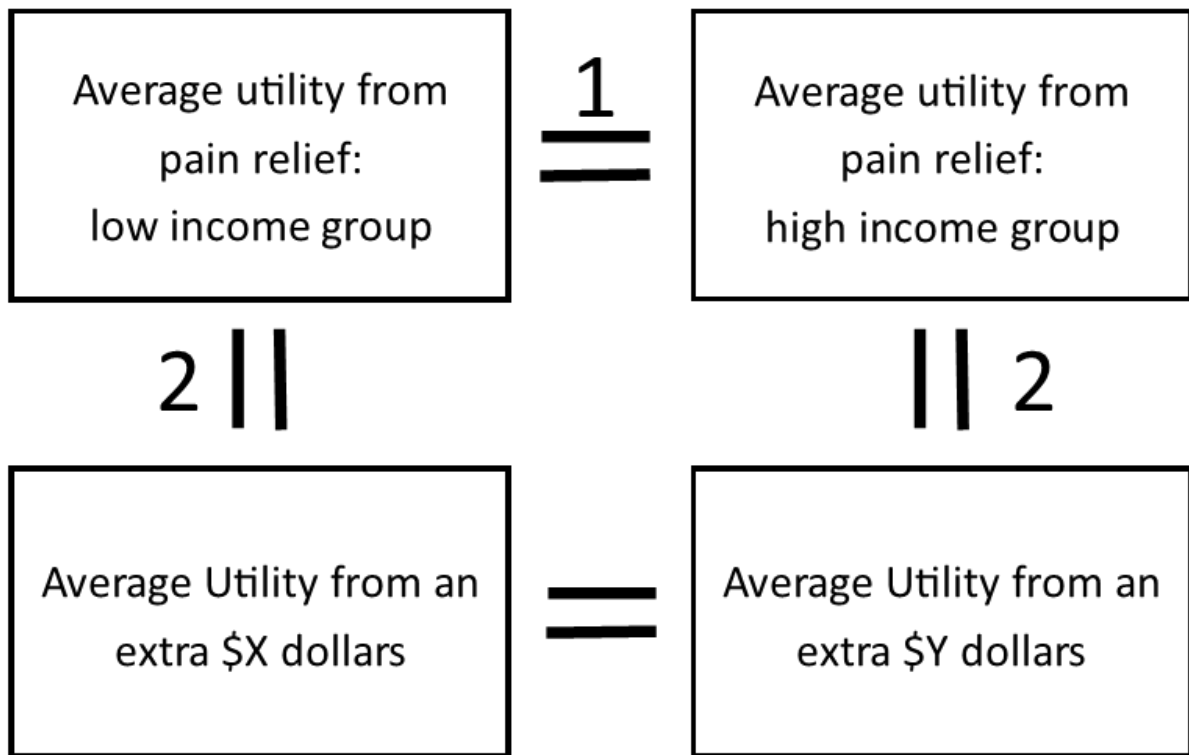 Average utility from
pain relief:
low income group
1
Average utility from
pain relief:
high income group
2
2
Average Utility from an
extra $X dollars
Average Utility from an
extra $Y dollars